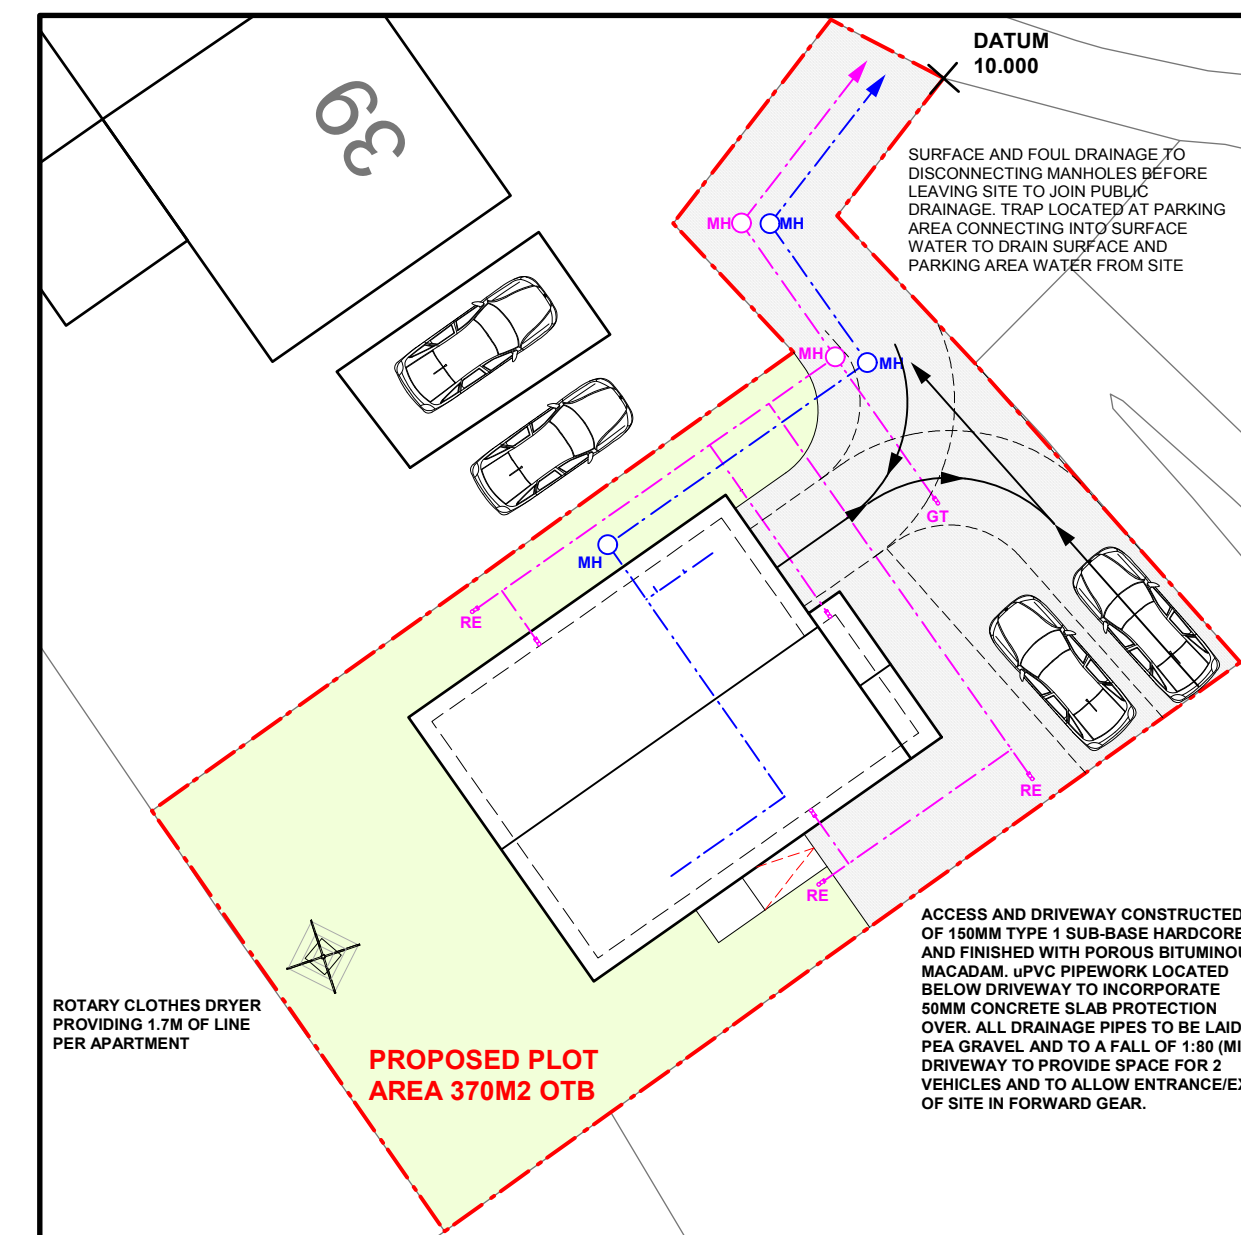 DATUM
10.000
39
SURFACE AND FOUL DRAINAGE TO
DISCONNECTING MANHOLES BEFORE
LEAVING SITE TO JOIN PUBLIC
DRAINAGE. TRAP LOCATED AT PARKING
AREA CONNECTING INTO SURFACE
WATER TO DRAIN SURFACE AND
PARKING AREA WATER FROM SITE
MH
MH
MH
MH
GT
MH
RE
RE
RE
ACCESS AND DRIVEWAY CONSTRUCTED
OF 150MM TYPE 1 SUB-BASE HARDCORE
AND FINISHED WITH POROUS BITUMINOU
MACADAM. uPVC PIPEWORK LOCATED
BELOW DRIVEWAY TO INCORPORATE
50MM CONCRETE SLAB PROTECTION
OVER. ALL DRAINAGE PIPES TO BE LAID
PEA GRAVEL AND TO A FALL OF 1:80 (MI
DRIVEWAY TO PROVIDE SPACE FOR 2
VEHICLES AND TO ALLOW ENTRANCE/EX
OF SITE IN FORWARD GEAR.
ROTARY CLOTHES DRYER
PROVIDING 1.7M OF LINE
PER APARTMENT
PROPOSED PLOT
AREA 370M2 OTB